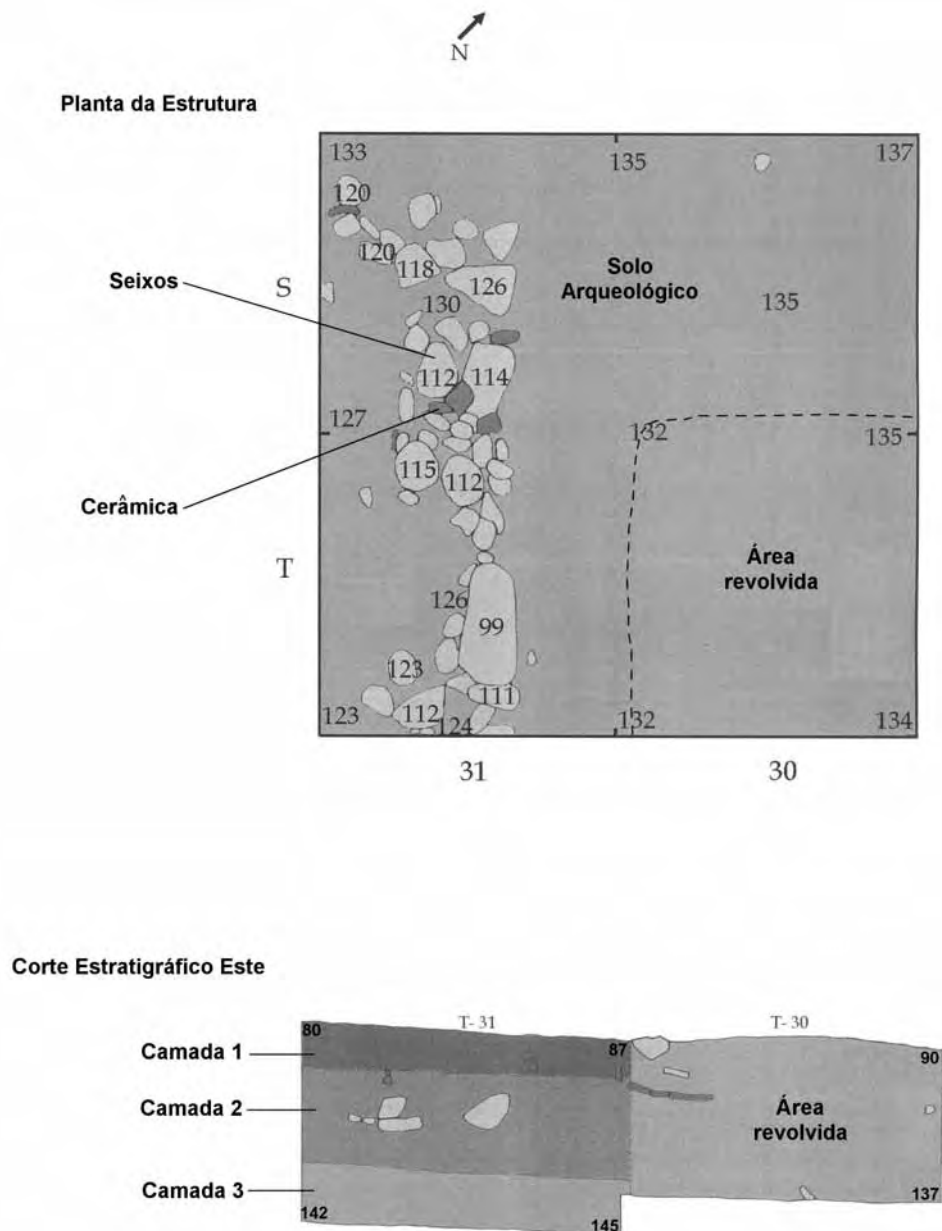 N
Planta da Estrutura
133
135
137
120
120
118
Seixos
S
126
Solo
Arqueológico
130
135
112
114
127
132
135
115
112
Cerâmica
T
Área
revolvida
126
99
123
111
123
112
124
132
134
31
30
Corte Estratigráfico Este
T- 31
T- 30
80
87
90
Camada 1
Camada 2
Área
revolvida
Camada 3
137
142
145